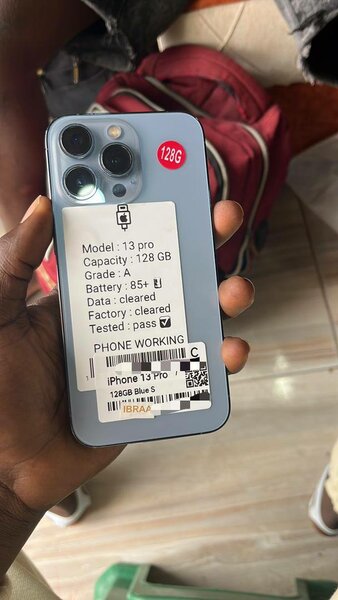 128G
Model : 13 pro
Capacity : 128 GB
Grade : A
Battery : 85+
Data : cleared
Factory : cleared
Tested : pass
PHONE WORKING
C
iPhone 13 Pro
128GB Blue S
IBRAA